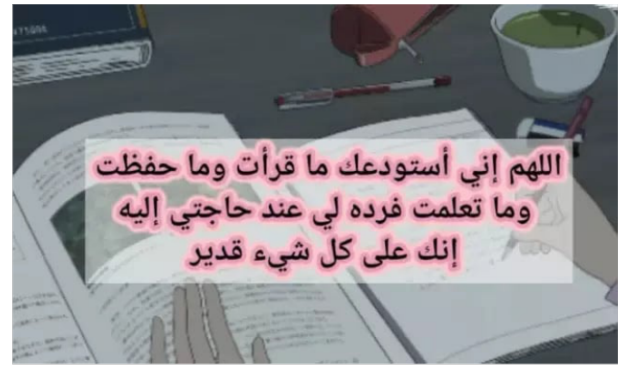 اللهم إني أستودعك ما قرأت وما حفظت
وما تعلمت فرده لي عند حاجتي إليه
إنك على كل شيء قدير